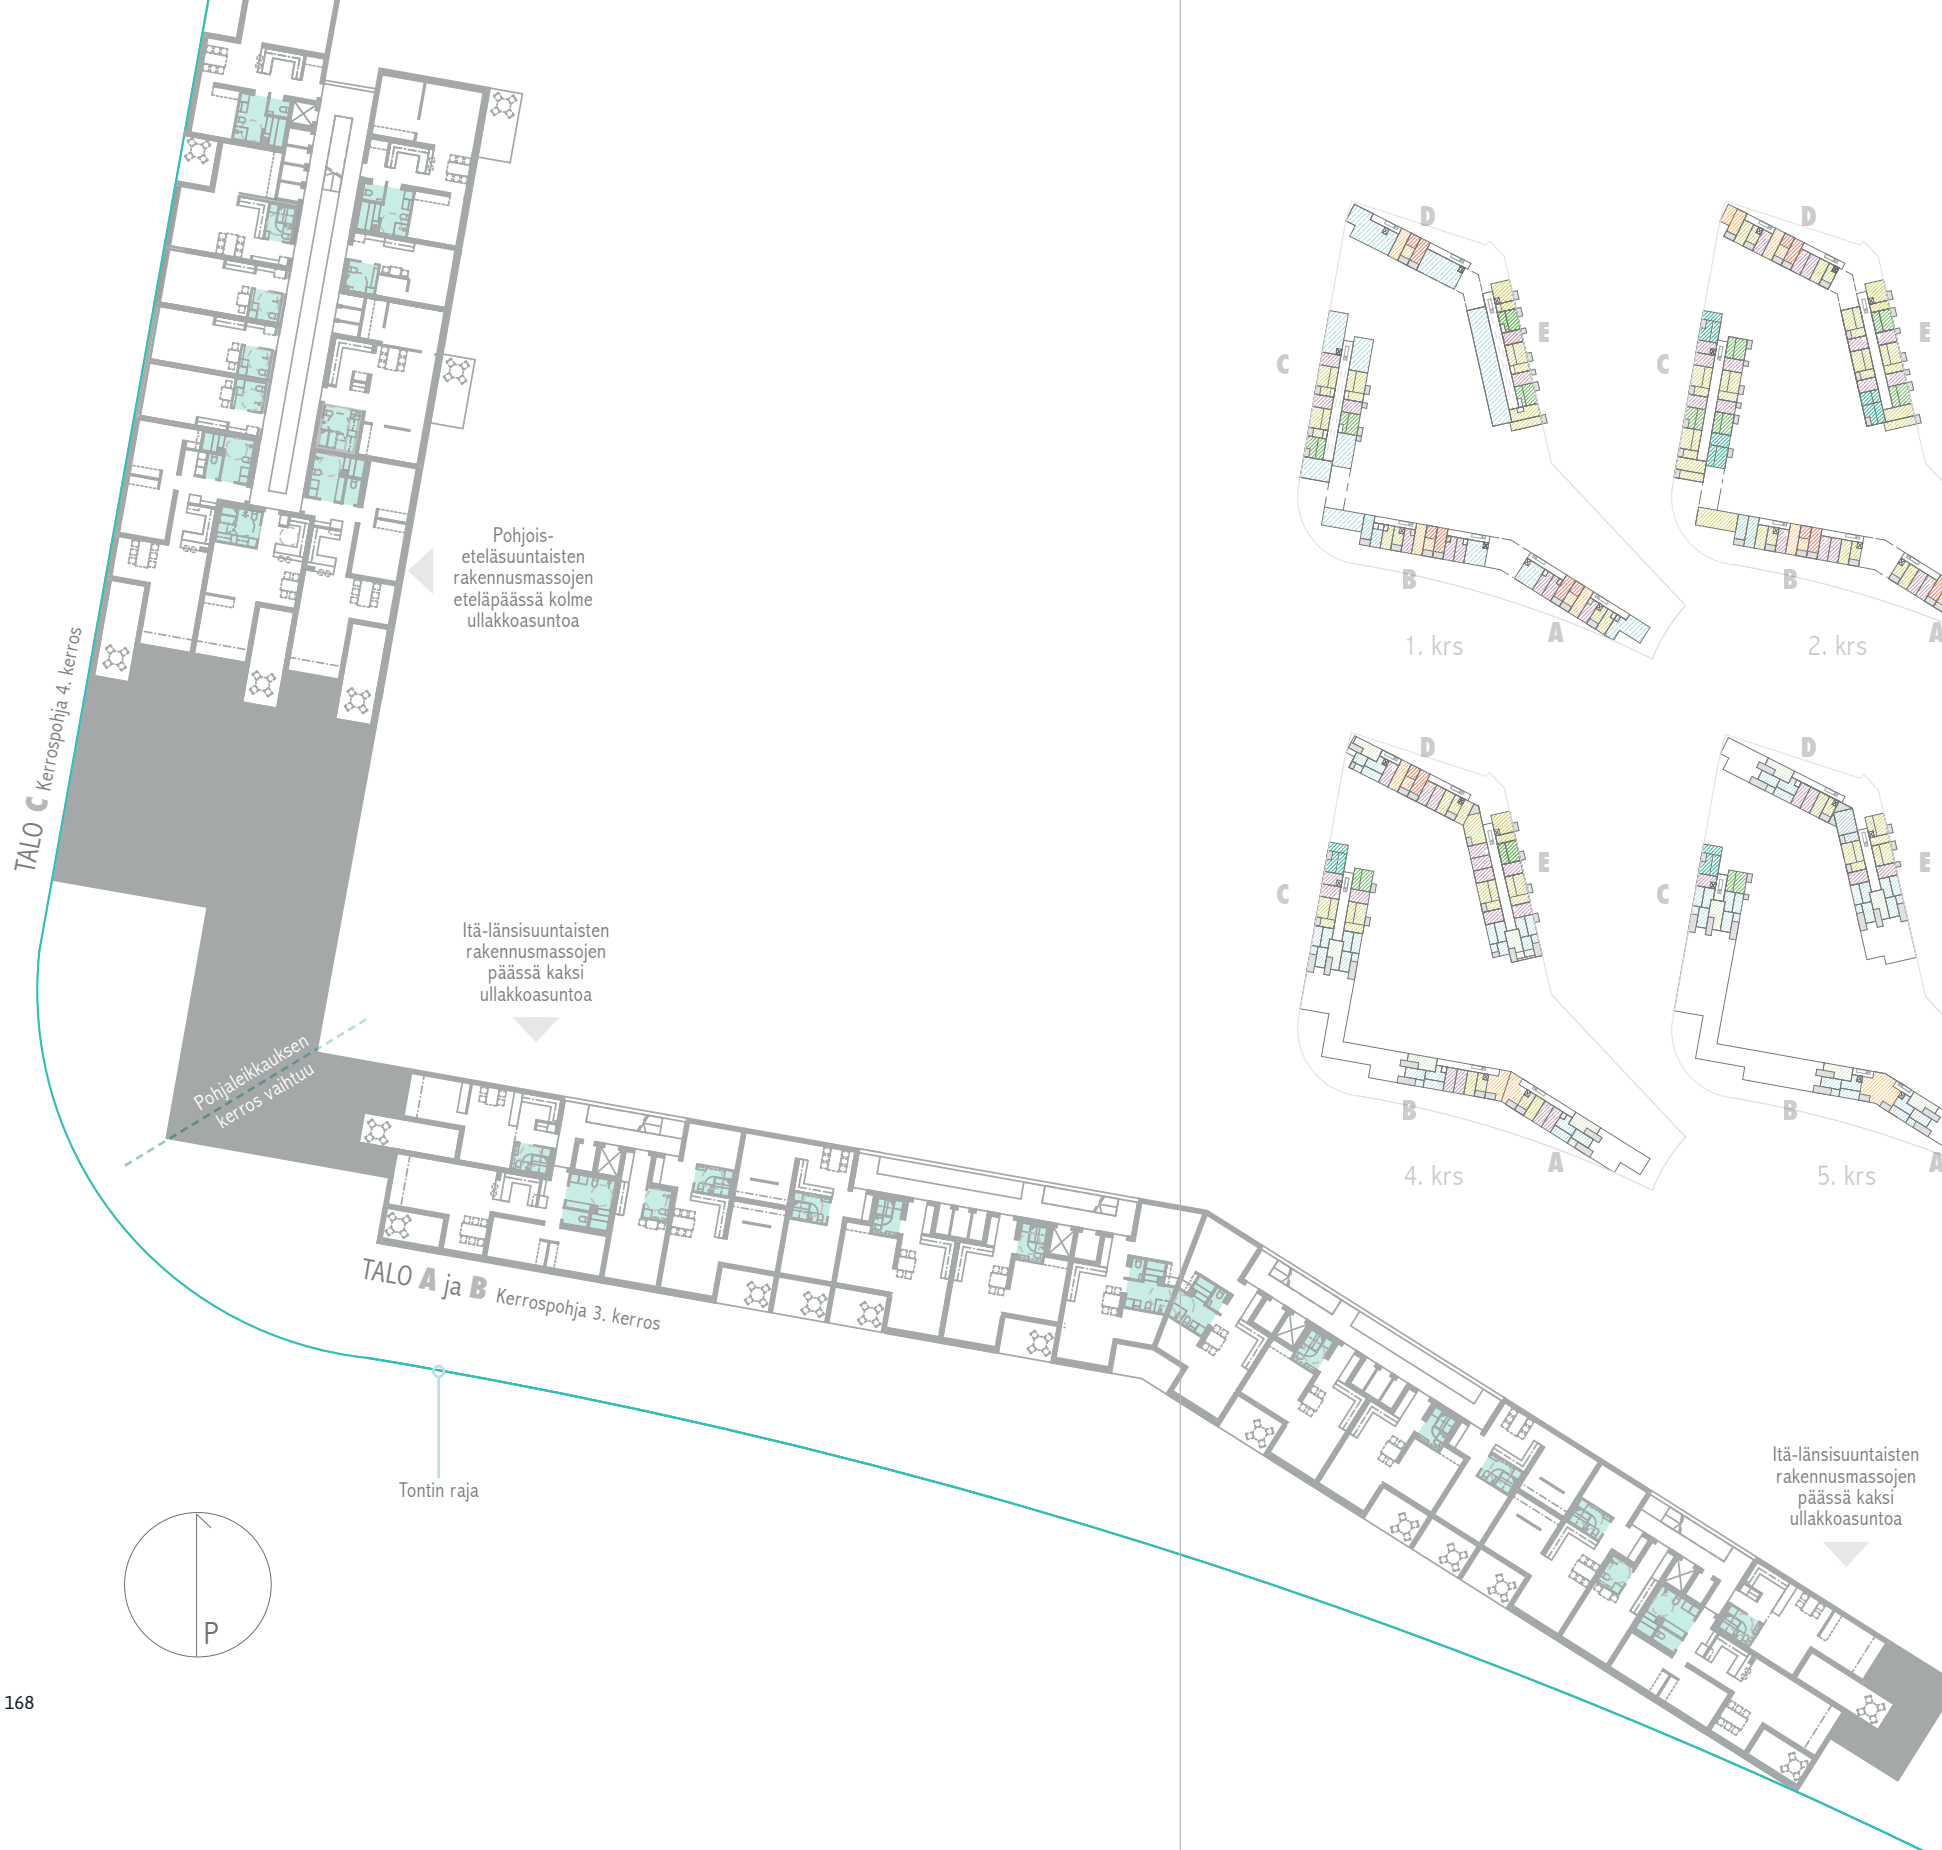 Pohjois-
eteläsuuntaisten
rakennusmassojen
eteläpäässä kolme
ullakkoasuntoa
TALO C Kerrospohja 4. kerros
Itä-länsisuuntaisten
rakennusmassojen
päässä kaksi
ullakkoasuntoa
Pohjaleikkauksen
kerros vaihtuu
TALO A ja B Kerrospohja 3. kerros
Tontin raja
P
168
D
E
C
B
A
1. krs
D
E
C
B
A
2. krs
D
E
C
B
A
4. krs
D
E
C
B
A
5. krs
Itä-länsisuuntaisten
rakennusmassojen
päässä kaksi
ullakkoasuntoa